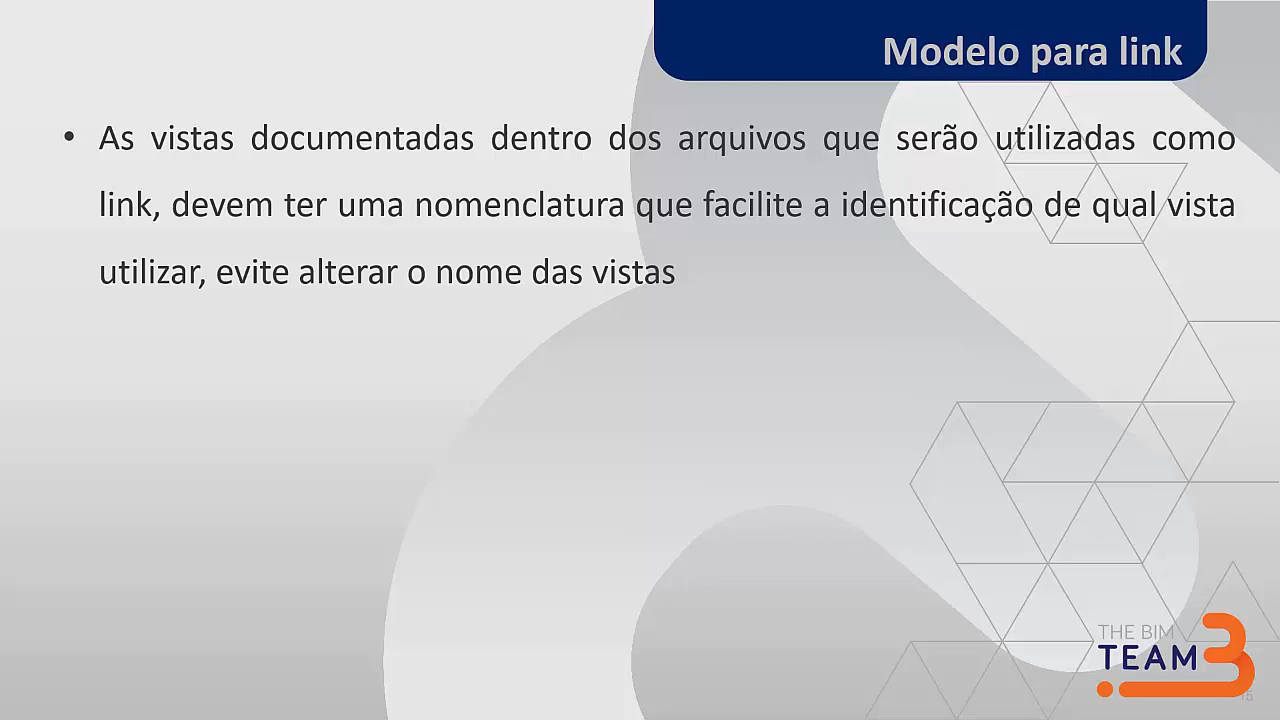 Modelo para link
• As vistas documentadas dentro dos arquivos que serão utilizadas como
link, devem ter uma nomenclatura que facilite a identificação de qual vista
utilizar, evite alterar o nome das vistas
THE BIM
TEAM
15